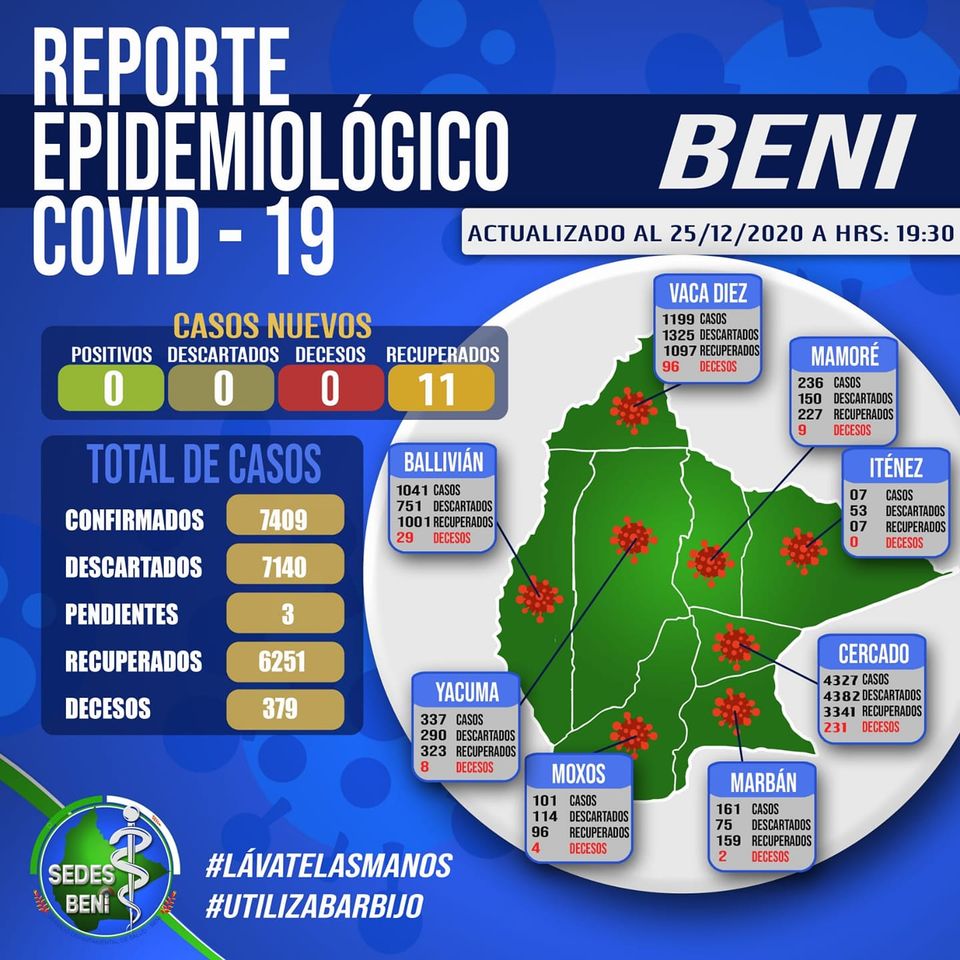 REPORTE
EPIDEMIOLÓGICO
COVID - 19
BENI
ACTUALIZADO AL 25/12/2020 A HRS: 19:30
CASOS NUEVOS
POSITIVOS DESCARTADOS DECESOS RECUPERADOS
0 0 0 11
TOTAL DE CASOS
CONFIRMADOS 7409
DESCARTADOS 7140
PENDIENTES 3
RECUPERADOS 6251
DECESOS 379
VACA DIEZ
1199 CASOS
1325 DESCARTADOS
1097 RECUPERADOS
96 DECESOS
MAMORÉ
236 CASOS
150 DESCARTADOS
227 RECUPERADOS
9 DECESOS
ITÉNEZ
07 CASOS
53 DESCARTADOS
07 RECUPERADOS
0 DECESOS
BALLIVIÁN
1041 CASOS
751 DESCARTADOS
1001 RECUPERADOS
29 DECESOS
CERCADO
4327 CASOS
4382 DESCARTADOS
3341 RECUPERADOS
231 DECESOS
YACUMA
337 CASOS
290 DESCARTADOS
323 RECUPERADOS
8 DECESOS
MOXOS
101 CASOS
114 DESCARTADOS
96 RECUPERADOS
4 DECESOS
MARBÁN
161 CASOS
75 DESCARTADOS
159 RECUPERADOS
2 DECESOS
SEDES
BENI
#LÁVATELASMANOS
#UTILIZABARBIJO